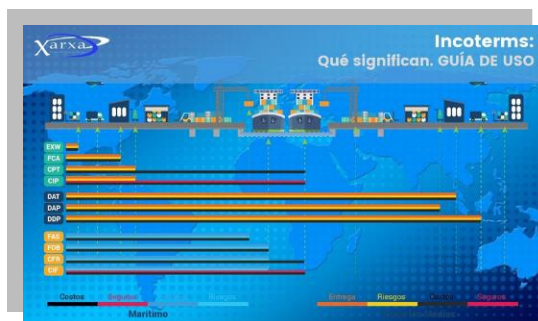 xarxa
Incoterms:
Qué significan. GUÍA DE USO
EXW
FCA
CPT
CIP
DAT
DAP
DDP
FAS
FOB
CFR
CIF
Costos Seguros Riesgos
Marítimo
Entrega Riesgos Costos Seguros